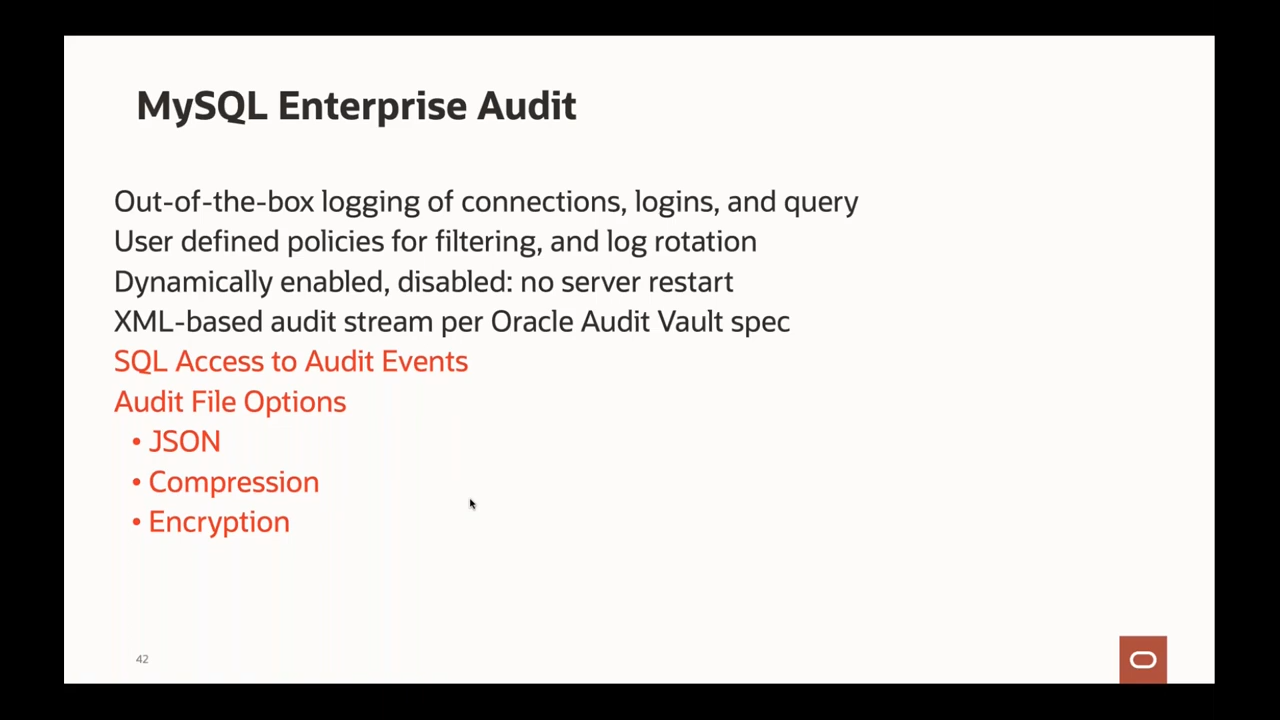 MySQL Enterprise Audit
Out-of-the-box logging of connections, logins, and query
User defined policies for filtering, and log rotation
Dynamically enabled, disabled: no server restart
XML-based audit stream per Oracle Audit Vault spec
SQL Access to Audit Events
Audit File Options
• JSON
• Compression
• Encryption
42